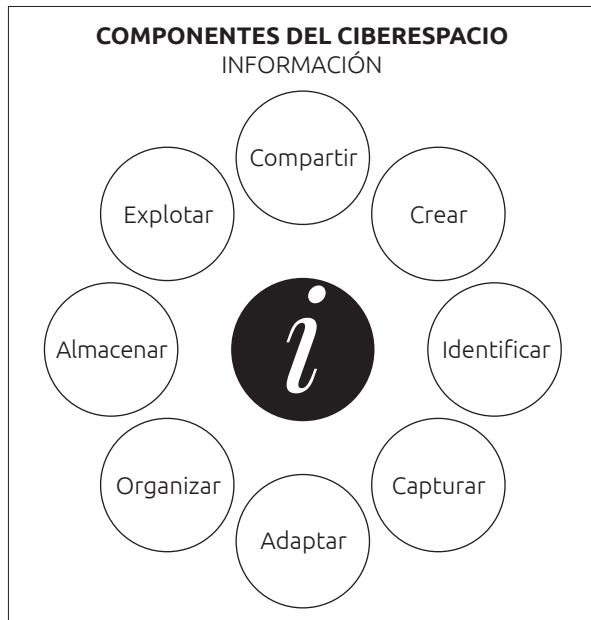 COMPONENTES DEL CIBERESPACIO
INFORMACIÓN
Compartir
Explotar
Crear
i
Almacenar
Identificar
Organizar
Capturar
Adaptar